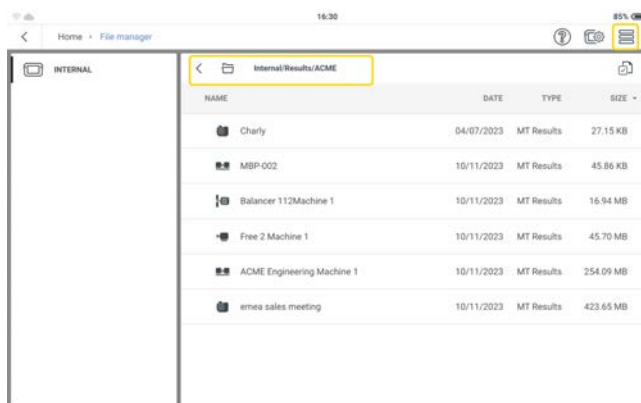 16:30
85%
Home › File manager
INTERNAL
Internal/Results/ACME
NAME DATE TYPE SIZE
Charly 04/07/2023 MT Results 27.15 KB
MBP-002 10/11/2023 MT Results 45.86 KB
Balancer 112Machine 1 10/11/2023 MT Results 16.94 MB
Free 2 Machine 1 10/11/2023 MT Results 45.70 MB
ACME Engineering Machine 1 10/11/2023 MT Results 254.09 MB
emea sales meeting 10/11/2023 MT Results 423.65 MB